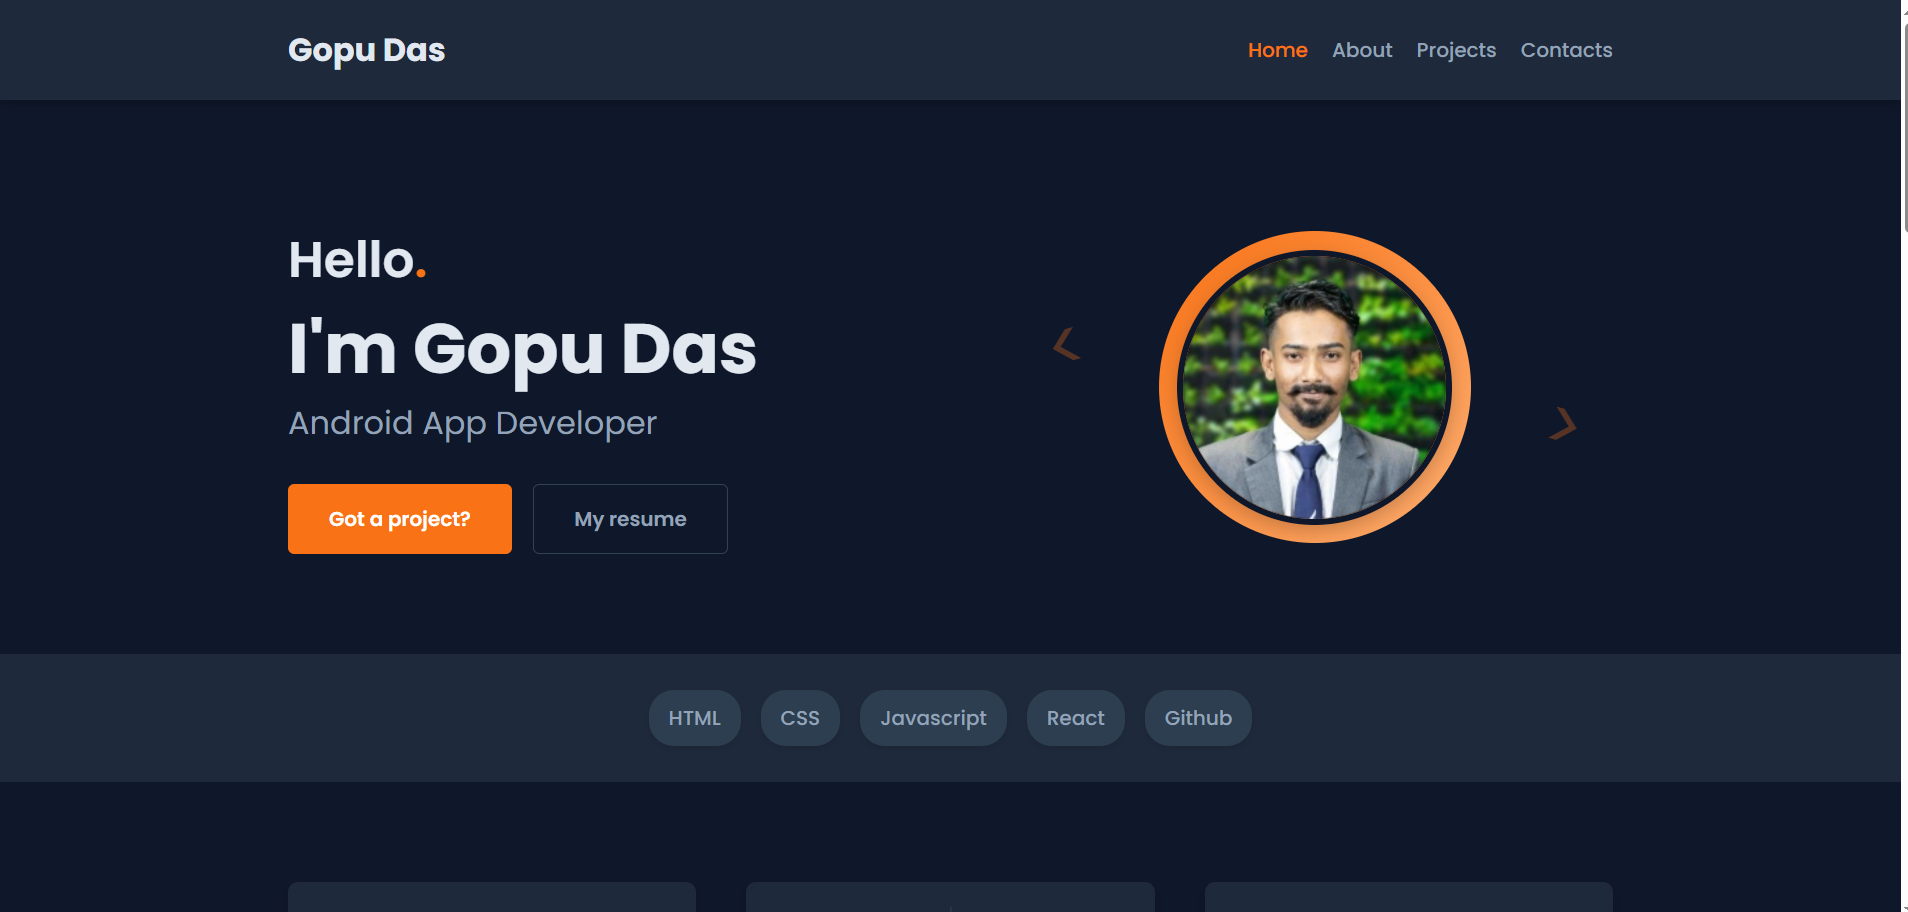 Gopu Das
Home About Projects Contacts
Hello.
I'm Gopu Das
Android App Developer
Got a project? My resume
HTML CSS Javascript React Github